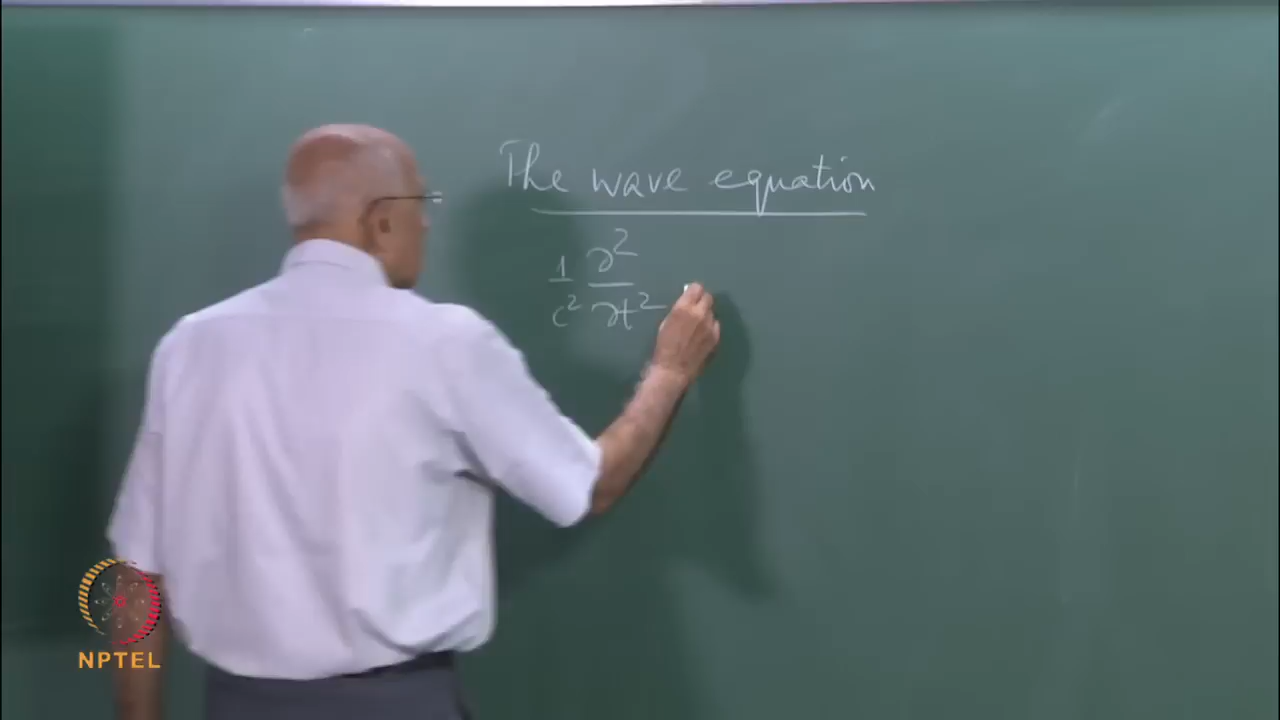 The wave equation
1/c² ∂²/∂t²
NPTEL